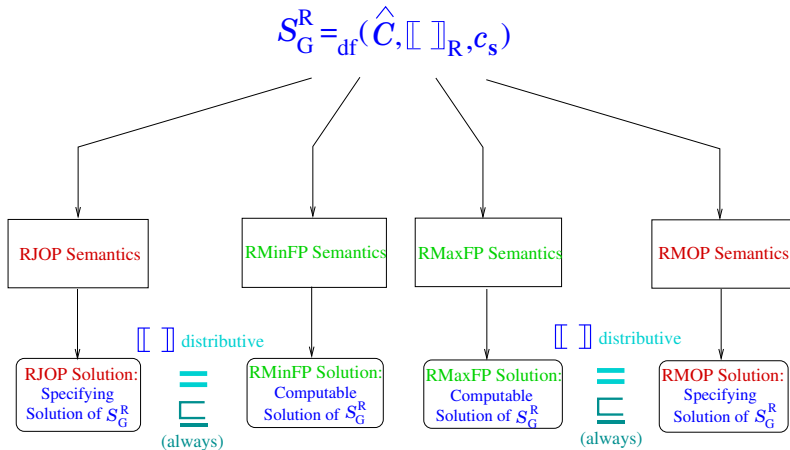 S_G^R =df (Ĉ, ⟦ ⟧_R, c_s)
RJOP Semantics
RMinFP Semantics
RMaxFP Semantics
RMOP Semantics
⟦ ⟧ distributive
⟦ ⟧ distributive
RJOP Solution:
Specifying
Solution of S_G^R
=
⊑
(always)
RMinFP Solution:
Computable
Solution of S_G^R
RMaxFP Solution:
Computable
Solution of S_G^R
=
⊑
(always)
RMOP Solution:
Specifying
Solution of S_G^R